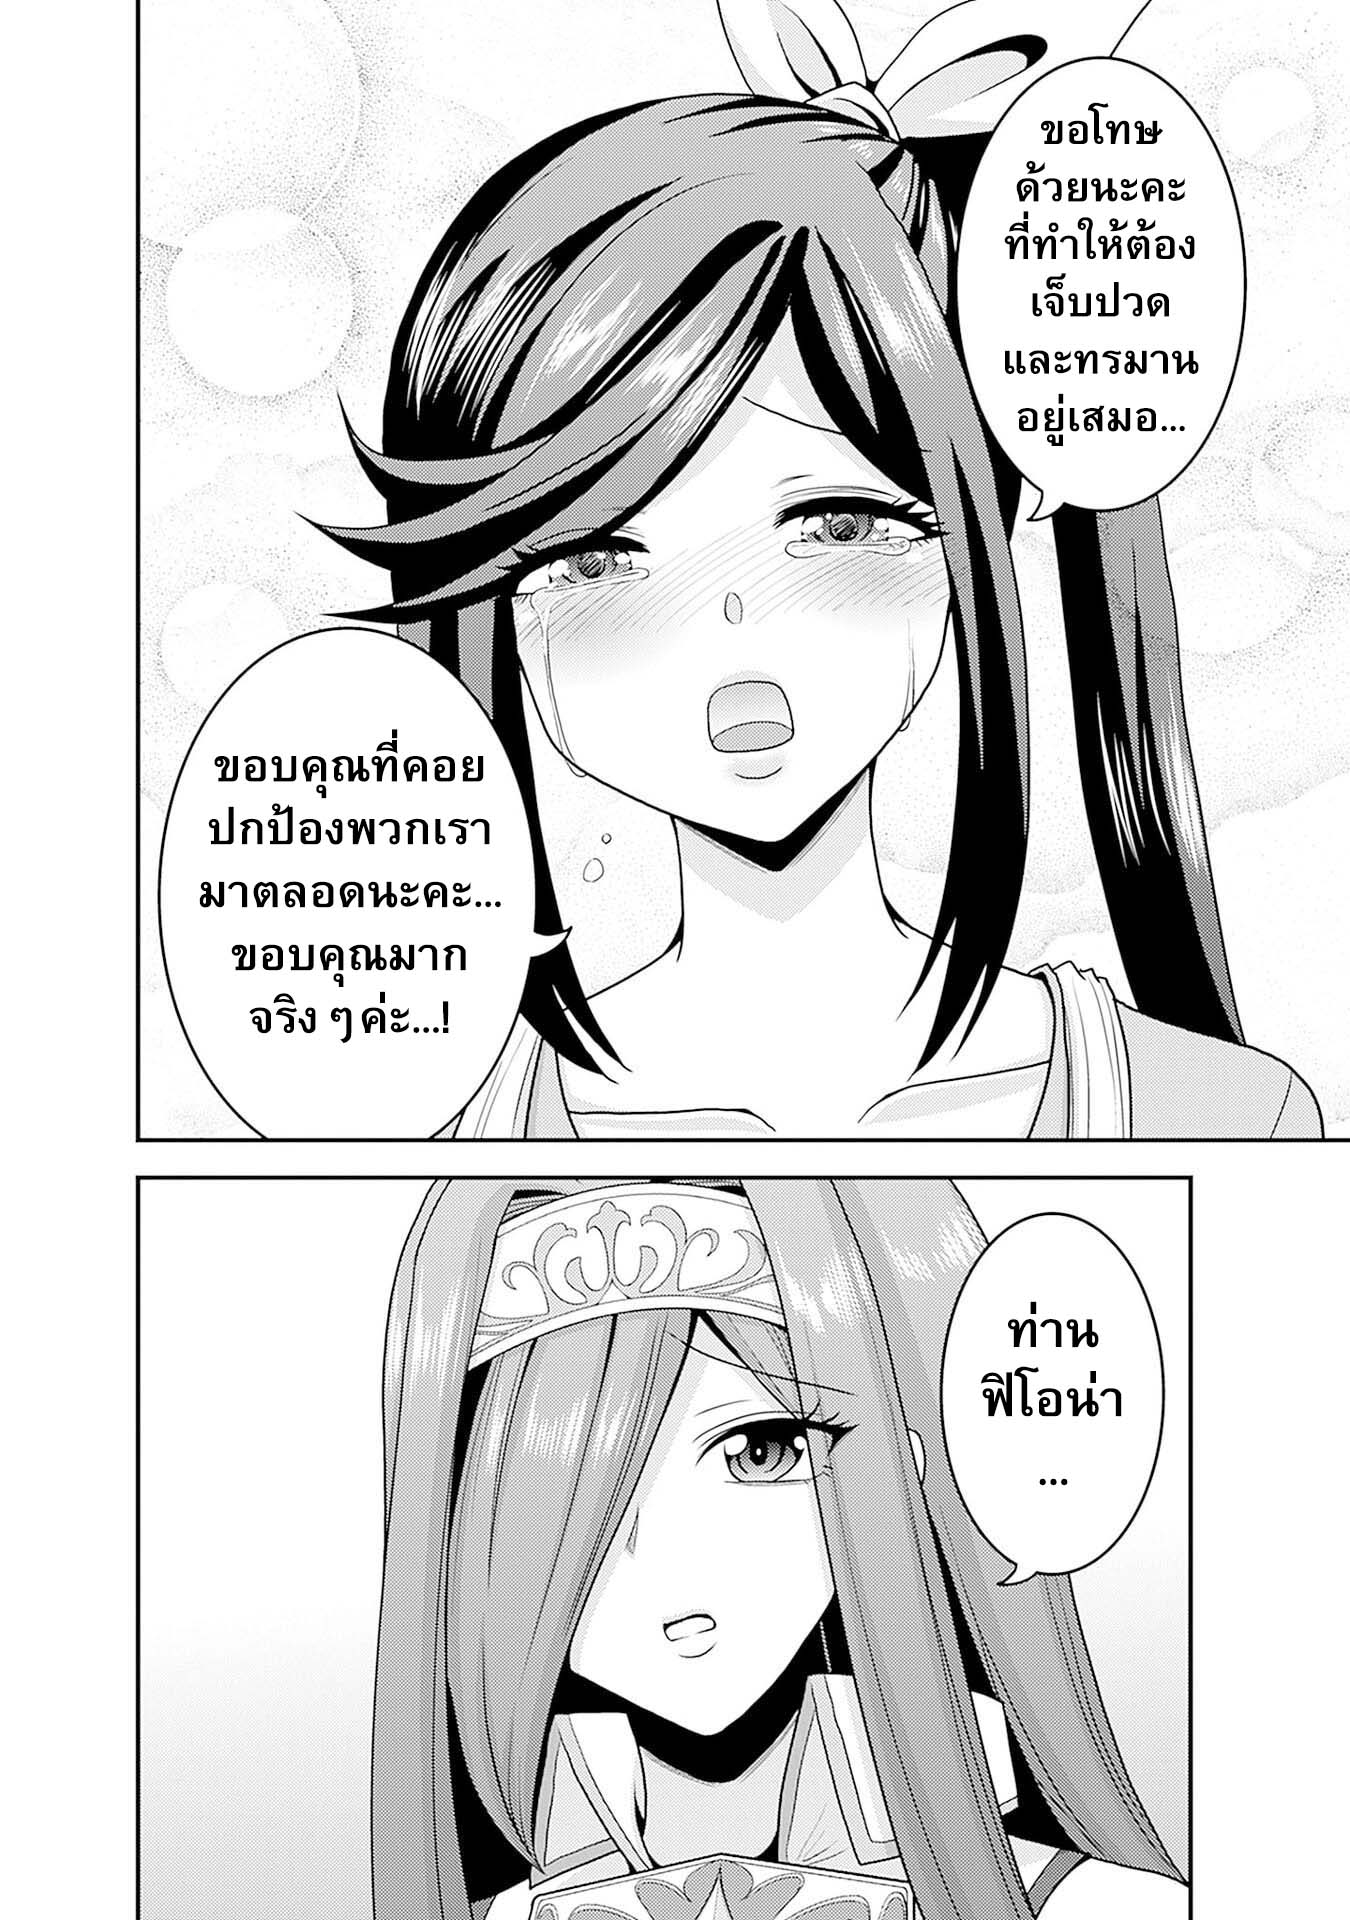 ขอโทษ
ด้วยนะคะ
ที่ทำให้ต้อง
เจ็บปวด
และทรมาน
อยู่เสมอ...
ขอบคุณที่คอย
ปกป้องพวกเรา
มาตลอดนะคะ...
ขอบคุณมาก
จริง ๆ ค่ะ...!
ท่าน
ฟิโอน่า
...